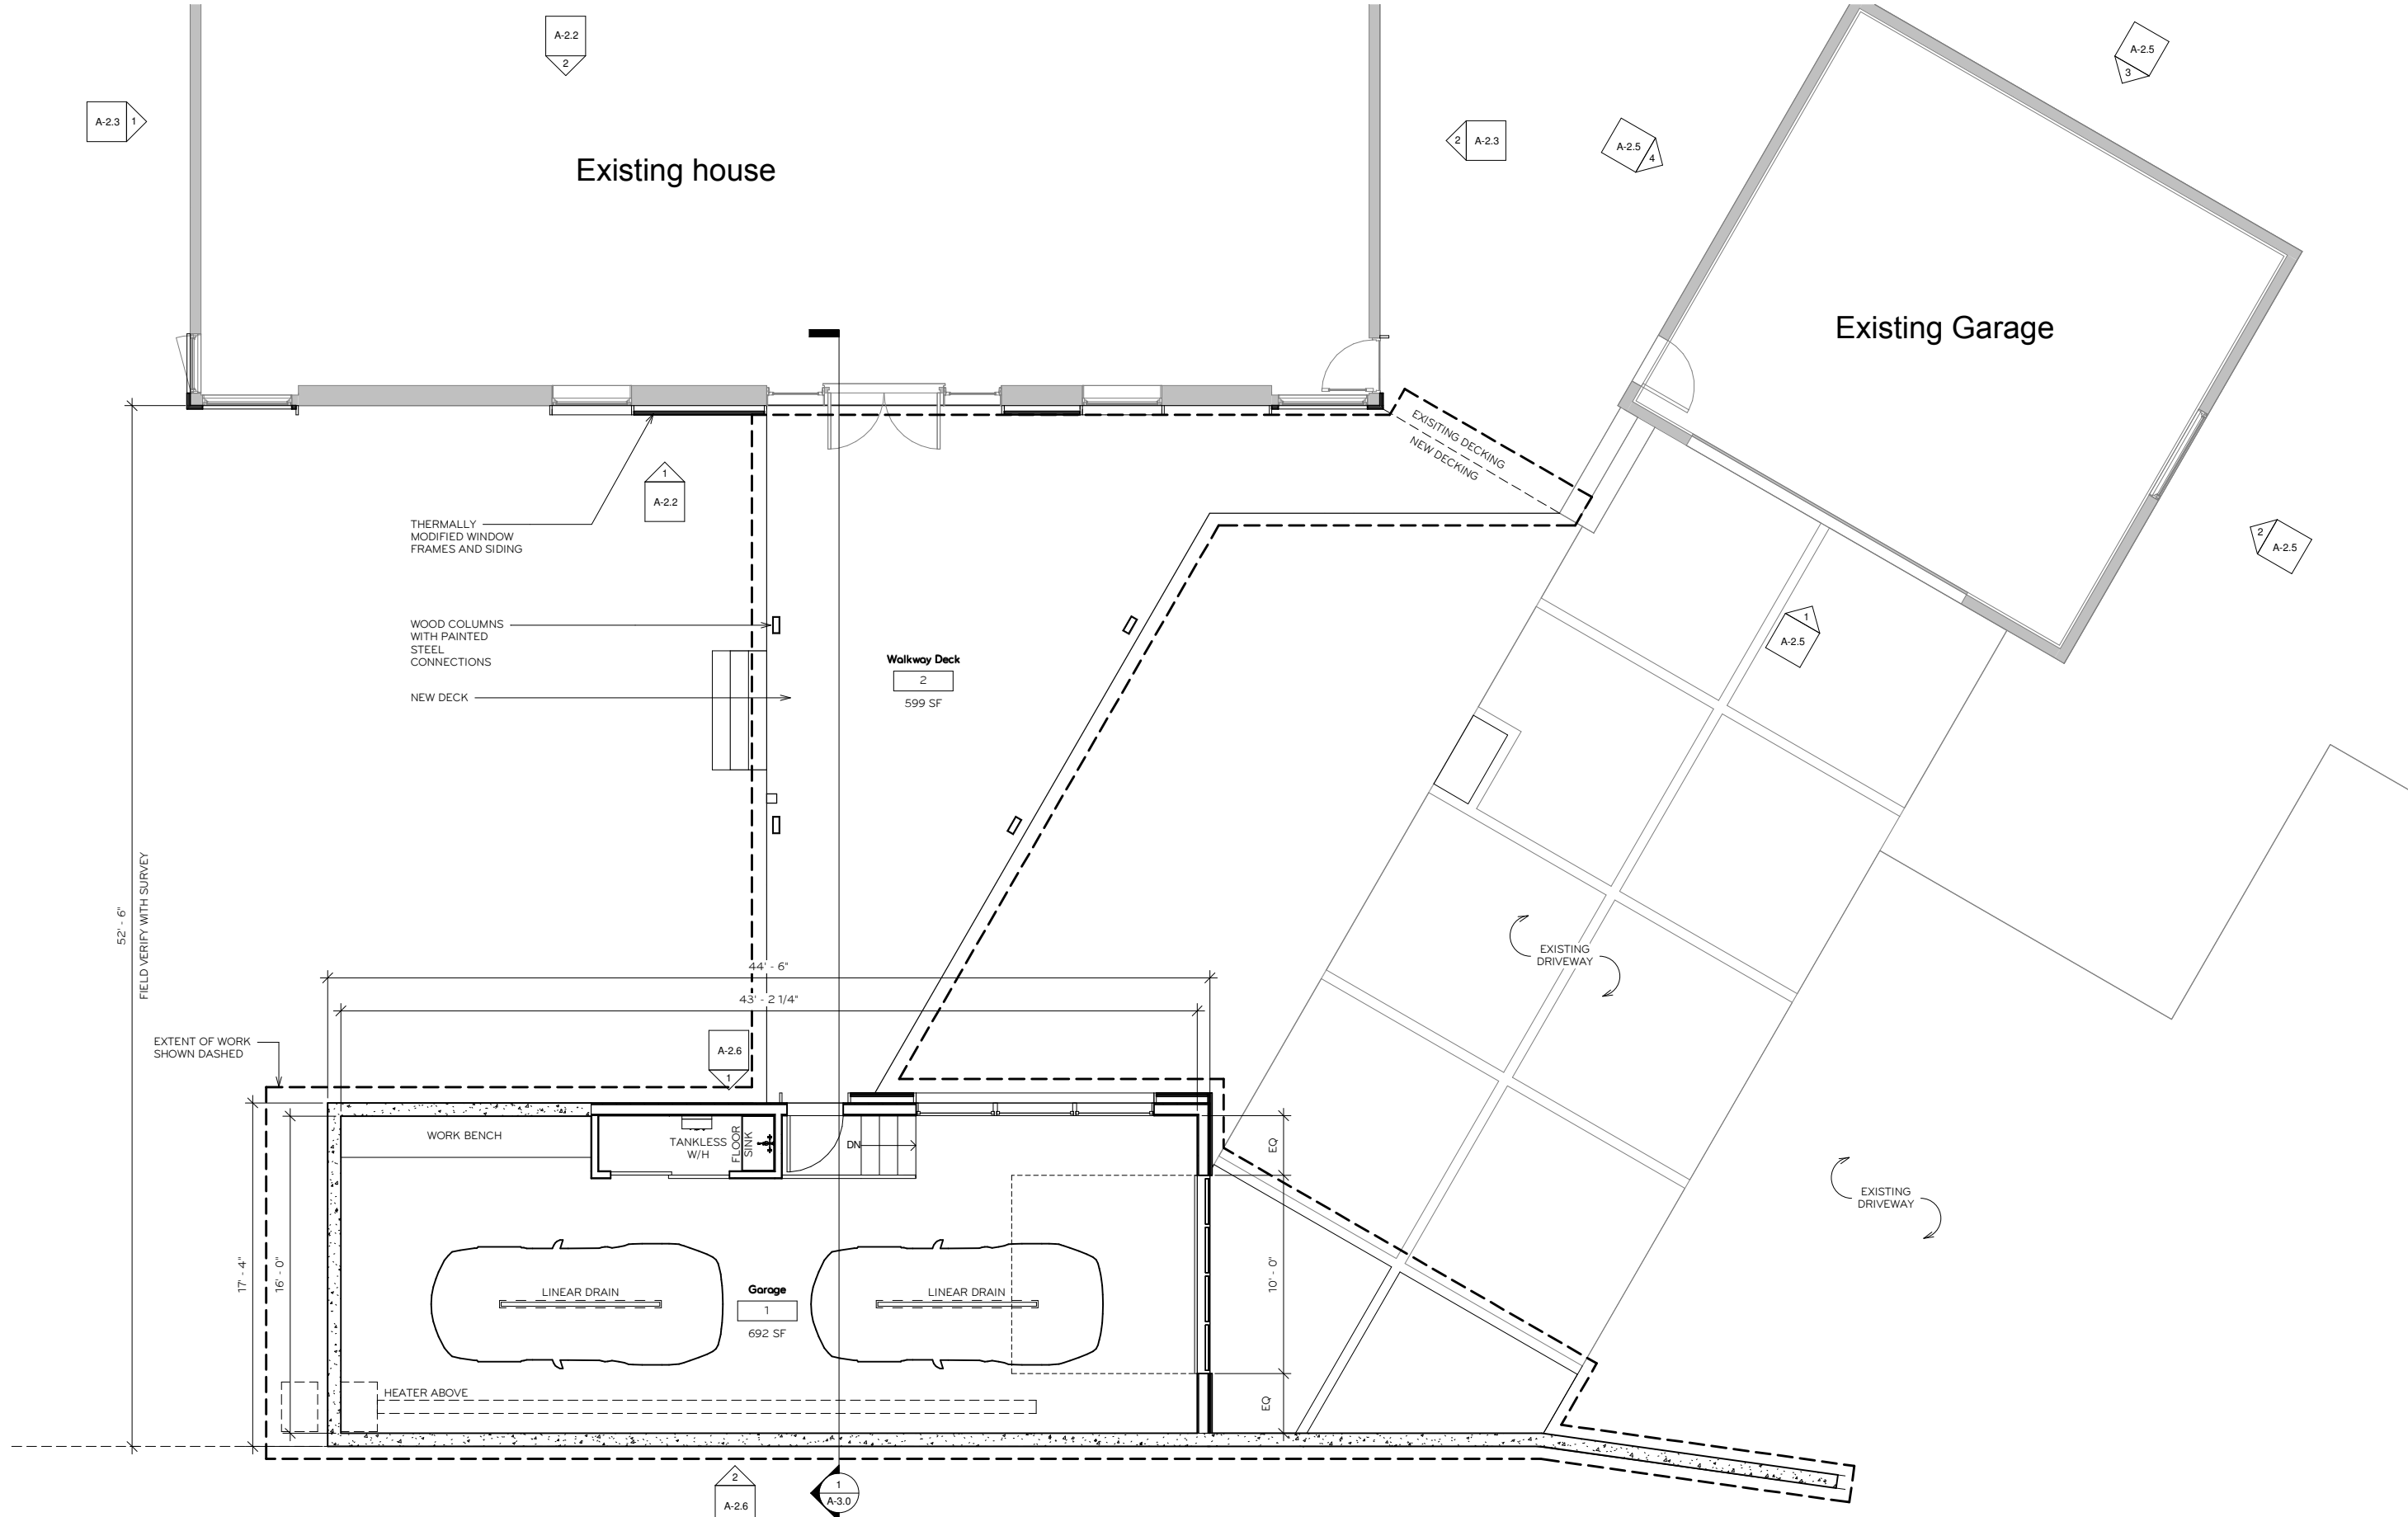 A-2.2
2
A-2.5
3
A-2.3
1
2
A-2.3
A-2.5
4
Existing house
Existing Garage
EXISITING DECKING
NEW DECKING
1
A-2.2
THERMALLY
MODIFIED WINDOW
FRAMES AND SIDING
2
A-2.5
WOOD COLUMNS
WITH PAINTED
STEEL
CONNECTIONS
1
A-2.5
Walkway Deck
2
599 SF
NEW DECK
52' - 6"
FIELD VERIFY WITH SURVEY
EXISTING
DRIVEWAY
44' - 6"
43' - 2 1/4"
EXTENT OF WORK
SHOWN DASHED
A-2.6
1
WORK BENCH
TANKLESS
W/H
FLOOR
SINK
DN
EQ
EXISTING
DRIVEWAY
17' - 4"
16' - 0"
10' - 0"
LINEAR DRAIN
Garage
1
692 SF
LINEAR DRAIN
HEATER ABOVE
EQ
2
A-2.6
1
A-3.0